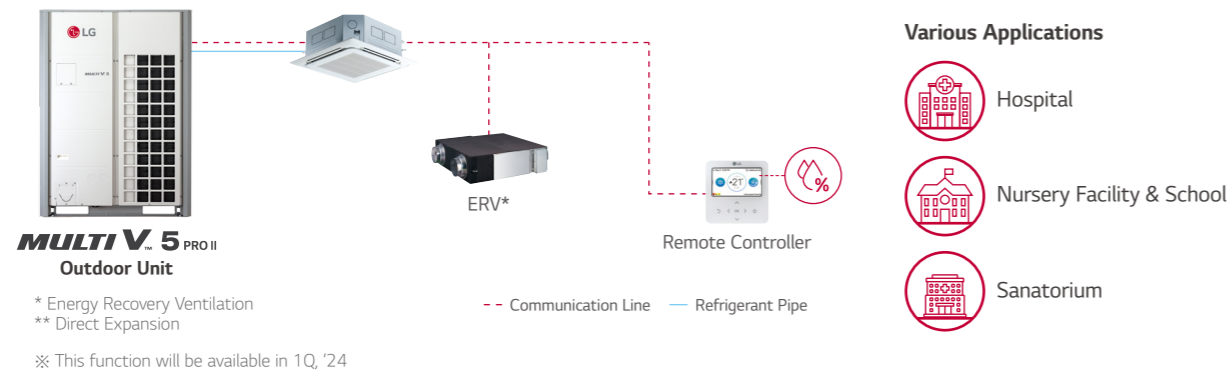 LG
MULTI V 5
ERV*
Remote Controller
%
MULTI V™ 5 PRO II
Outdoor Unit
* Energy Recovery Ventilation
** Direct Expansion
※ This function will be available in 1Q, '24
Communication Line
Refrigerant Pipe
Various Applications
Hospital
Nursery Facility & School
Sanatorium